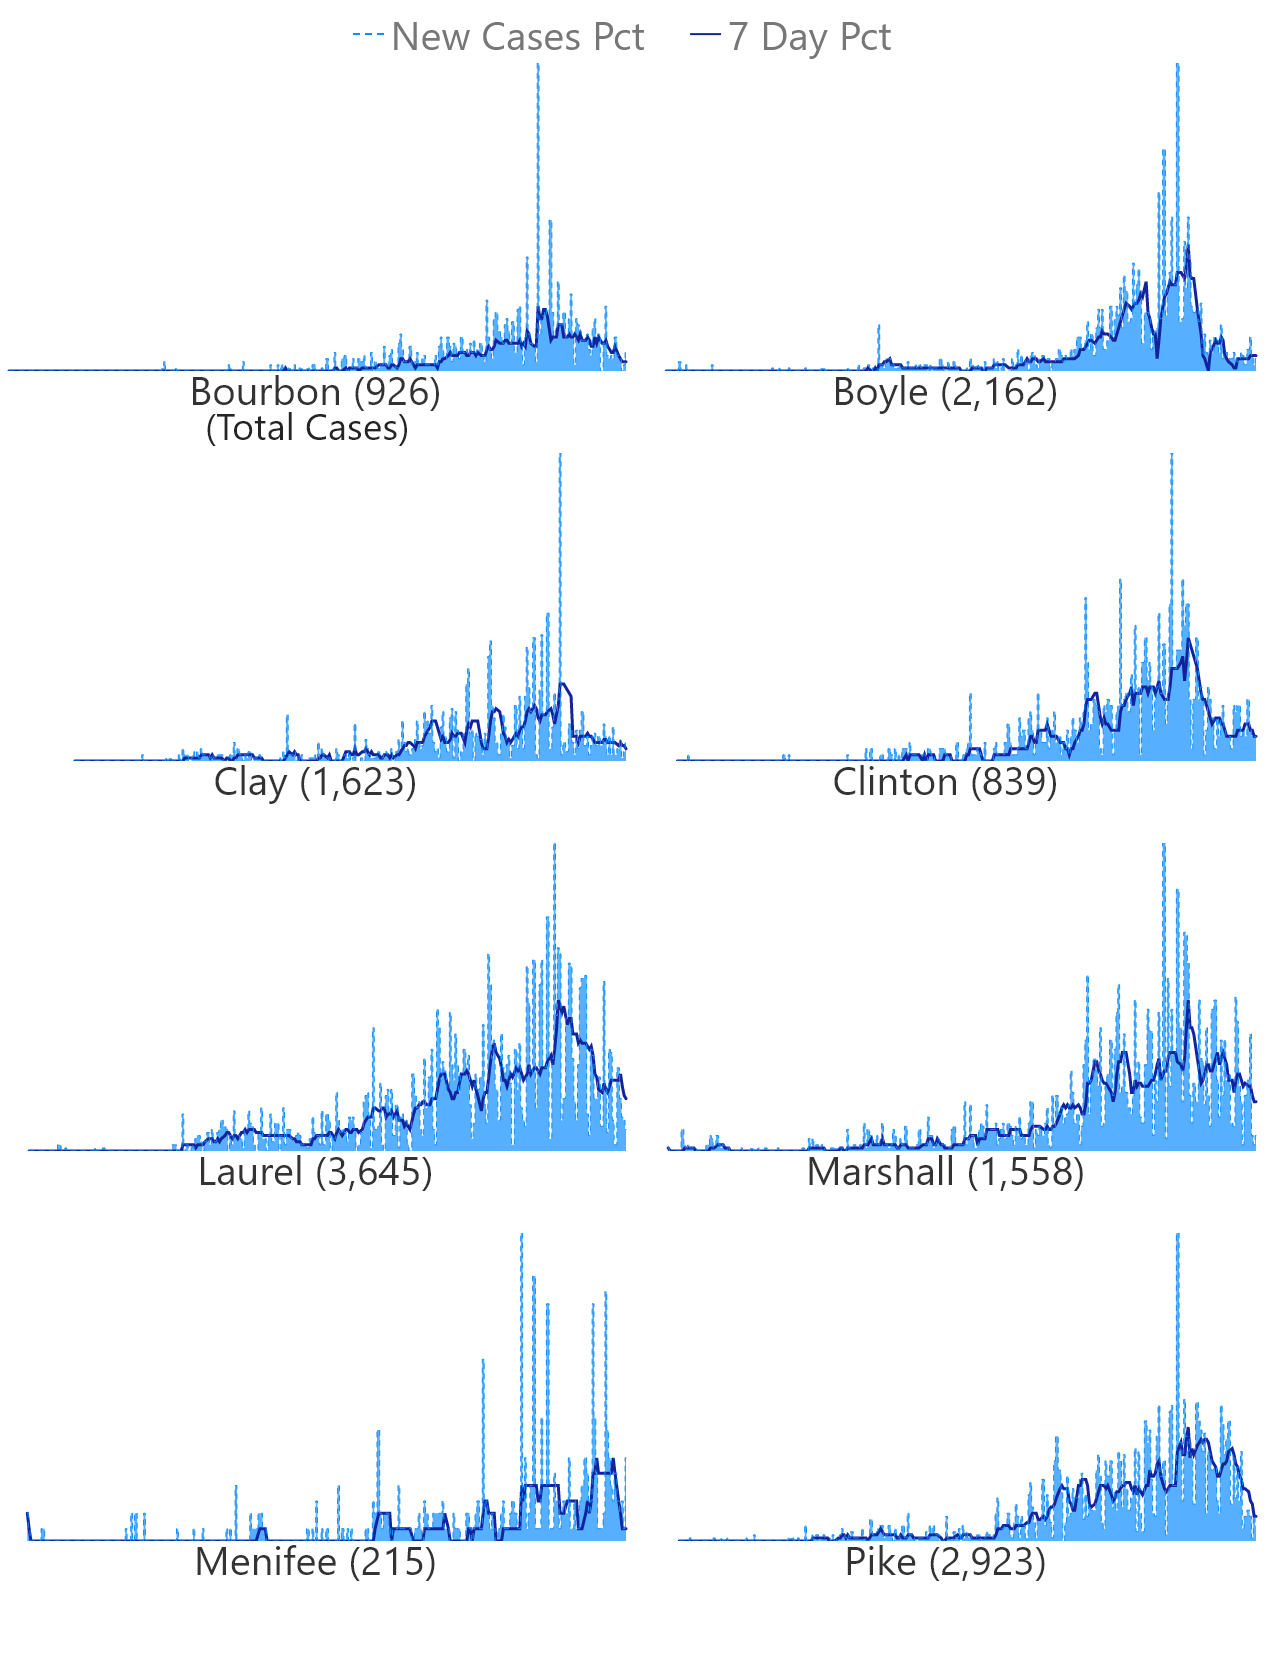 New Cases Pct 7 Day Pct
Bourbon (926) Boyle (2,162)
(Total Cases)
Clay (1,623) Clinton (839)
Laurel (3,645) Marshall (1,558)
Menifee (215) Pike (2,923)